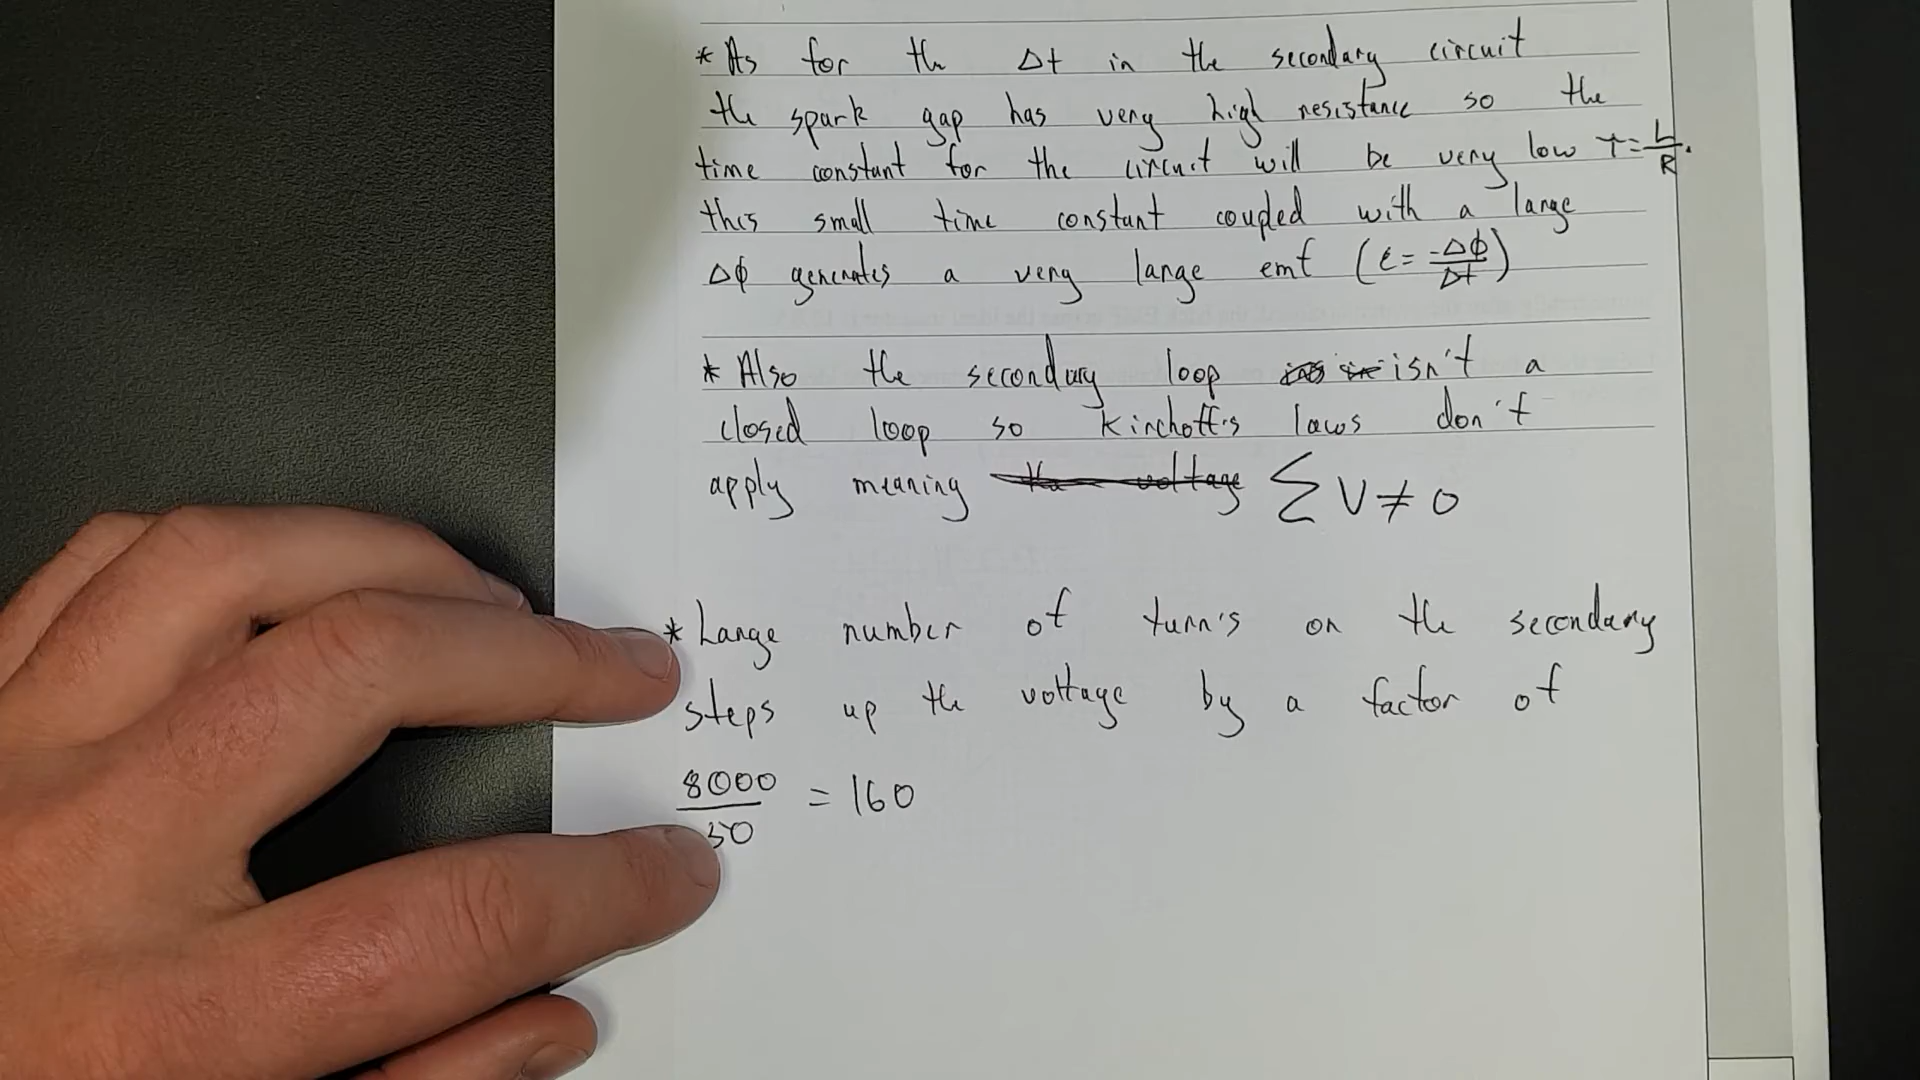 * As for the Δt in the secondary circuit
the spark gap has very high resistance so the
time constant for the circuit will be very low τ = L/R.
this small time constant coupled with a large
Δϕ generates a very large emf (ε = -Δϕ/Δt)
* Also the secondary loop isn't a
closed loop so Kirchoff's laws don't
apply meaning the voltage ∑V ≠ 0
* Large number of turn's on the secondary
steps up the voltage by a factor of
8000/50 = 160